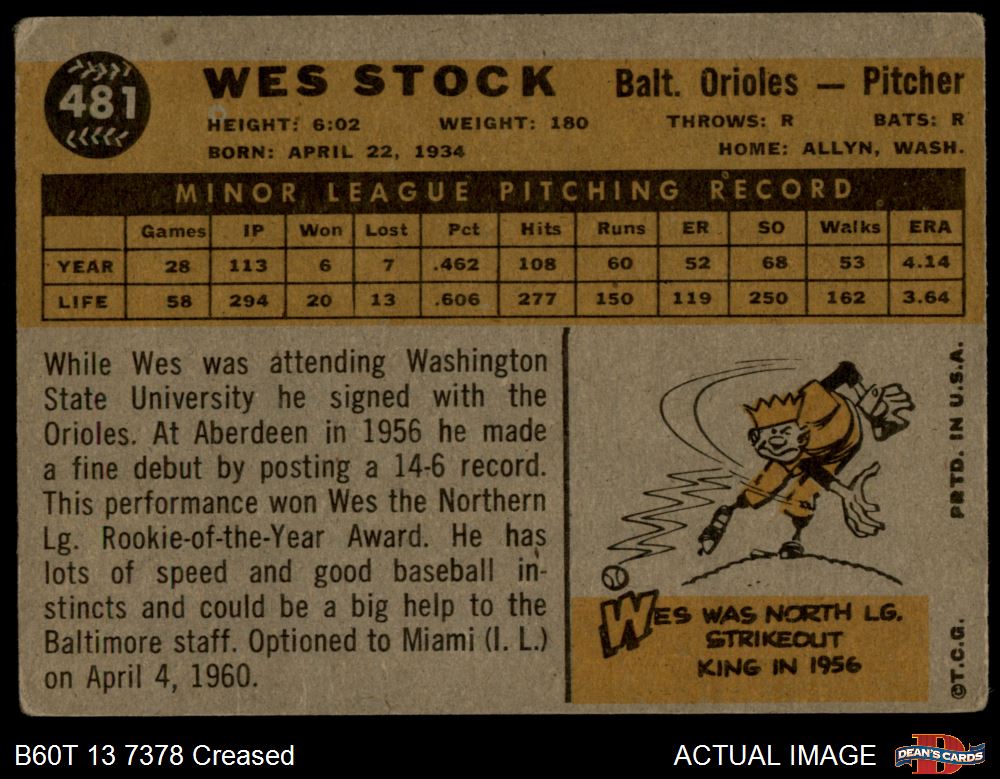 481
WES STOCK
Balt. Orioles — Pitcher
HEIGHT: 6:02 WEIGHT: 180 THROWS: R BATS: R
BORN: APRIL 22, 1934 HOME: ALLYN, WASH.
MINOR LEAGUE PITCHING RECORD
Games IP Won Lost Pct Hits Runs ER SO Walks ERA
YEAR 28 113 6 7 .462 108 60 52 68 53 4.14
LIFE 58 294 20 13 .606 277 150 119 250 162 3.64
While Wes was attending Washington
State University he signed with the
Orioles. At Aberdeen in 1956 he made
a fine debut by posting a 14-6 record.
This performance won Wes the Northern
Lg. Rookie-of-the-Year Award. He has
lots of speed and good baseball in-
stincts and could be a big help to the
Baltimore staff. Optioned to Miami (I. L.)
on April 4, 1960.
WES WAS NORTH LG.
STRIKEOUT
KING IN 1956
©T.C.G. PRTD. IN U.S.A.
B60T 13 7378 Creased
ACTUAL IMAGE
D
DEAN'S CARDS